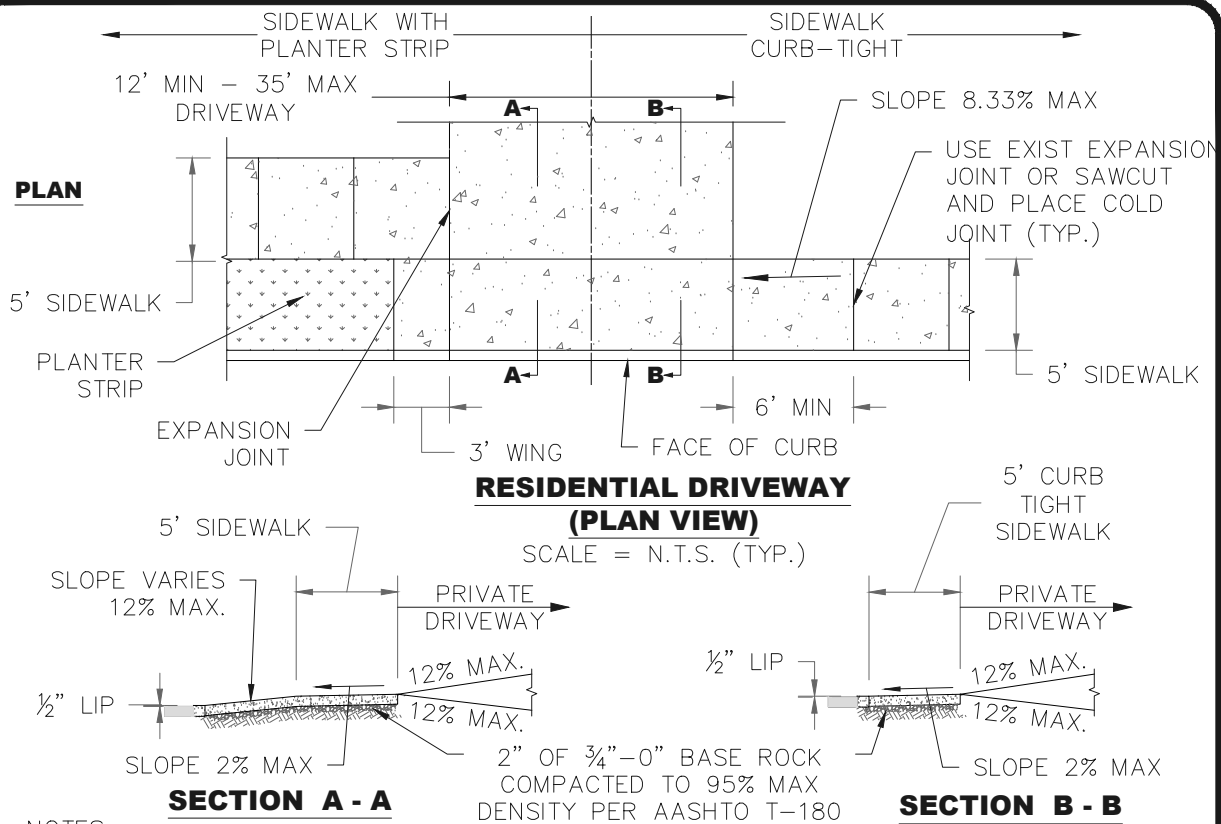 SIDEWALK WITH
PLANTER STRIP
SIDEWALK
CURB-TIGHT
12' MIN - 35' MAX
DRIVEWAY
A
B
SLOPE 8.33% MAX
PLAN
USE EXIST EXPANSION
JOINT OR SAWCUT
AND PLACE COLD
JOINT (TYP.)
5' SIDEWALK
PLANTER
STRIP
A
B
5' SIDEWALK
6' MIN
EXPANSION
JOINT
3' WING
FACE OF CURB
RESIDENTIAL DRIVEWAY
(PLAN VIEW)
SCALE = N.T.S. (TYP.)
5' CURB
TIGHT
SIDEWALK
5' SIDEWALK
SLOPE VARIES
12% MAX.
PRIVATE
DRIVEWAY
PRIVATE
DRIVEWAY
½" LIP
12% MAX.
12% MAX.
½" LIP
12% MAX.
12% MAX.
SLOPE 2% MAX
2" OF ¾"-0" BASE ROCK
COMPACTED TO 95% MAX
DENSITY PER AASHTO T-180
SLOPE 2% MAX
SECTION A - A
SECTION B - B
NOTES